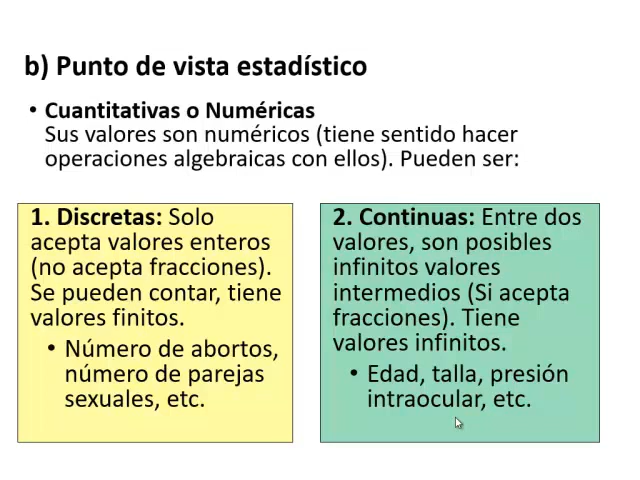 b) Punto de vista estadístico
• Cuantitativas o Numéricas
Sus valores son numéricos (tiene sentido hacer
operaciones algebraicas con ellos). Pueden ser:
1. Discretas: Solo
acepta valores enteros
(no acepta fracciones).
Se pueden contar, tiene
valores finitos.
• Número de abortos,
número de parejas
sexuales, etc.
2. Continuas: Entre dos
valores, son posibles
infinitos valores
intermedios (Si acepta
fracciones). Tiene
valores infinitos.
• Edad, talla, presión
intraocular, etc.